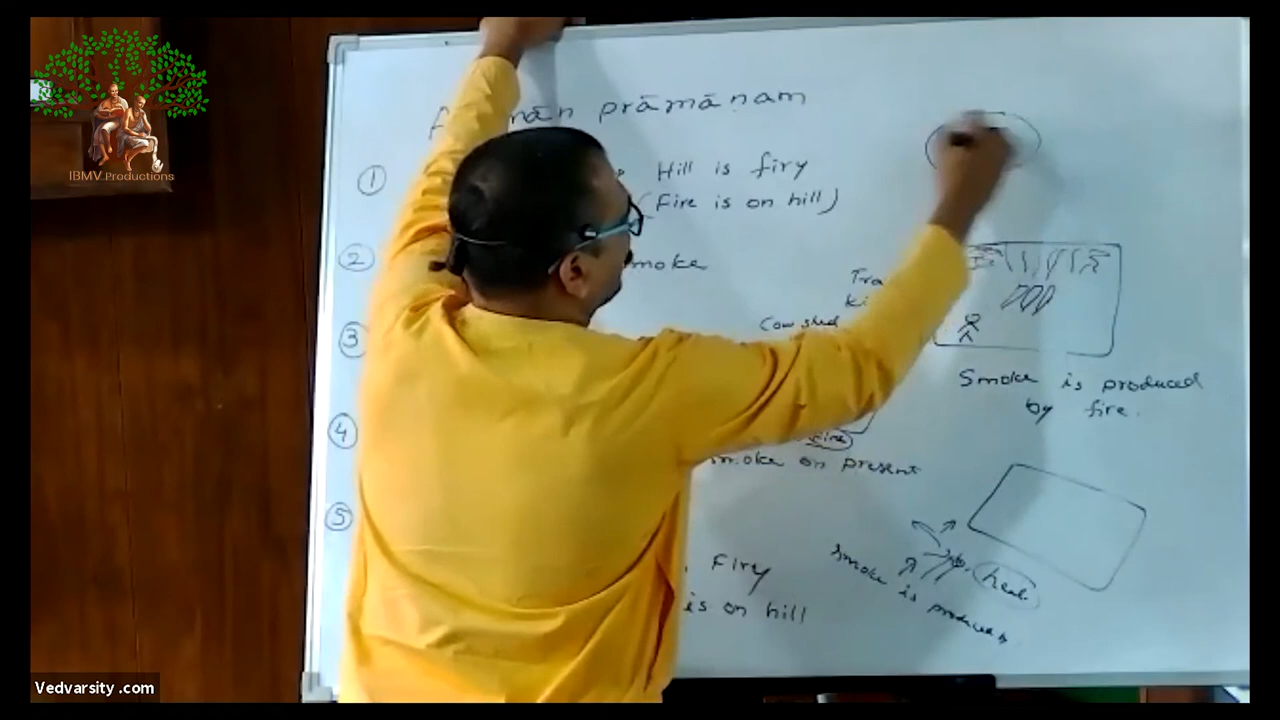 prāmāṇam
1
Hill is firy
(Fire is on hill)
2
smoke
3
Cow shed
Smoke is produced
by fire.
4
Fire
smoke on present
5
Firy
is on hill
heat
Smoke is produced
IBMV Productions
Vedvarsity .com